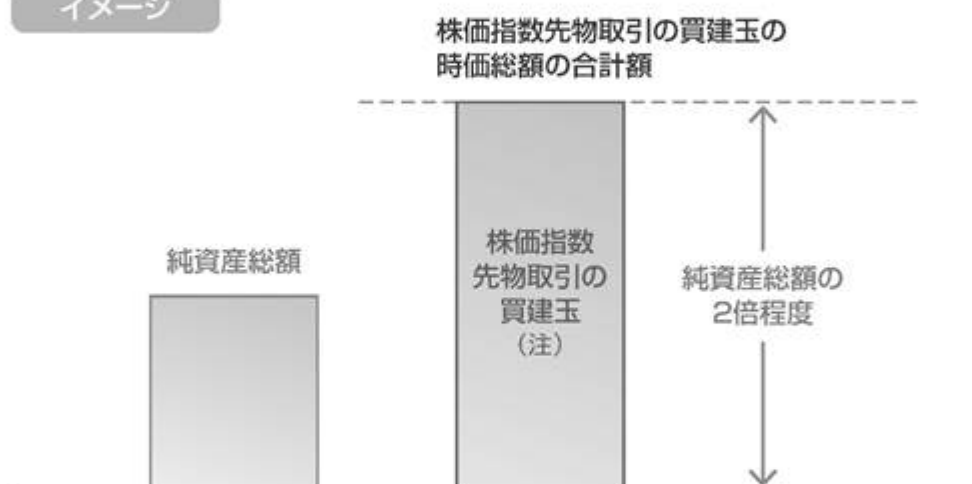 イメージ
株価指数先物取引の買建玉の
時価総額の合計額
純資産総額
株価指数
先物取引の
買建玉
（注）
純資産総額の
2倍程度